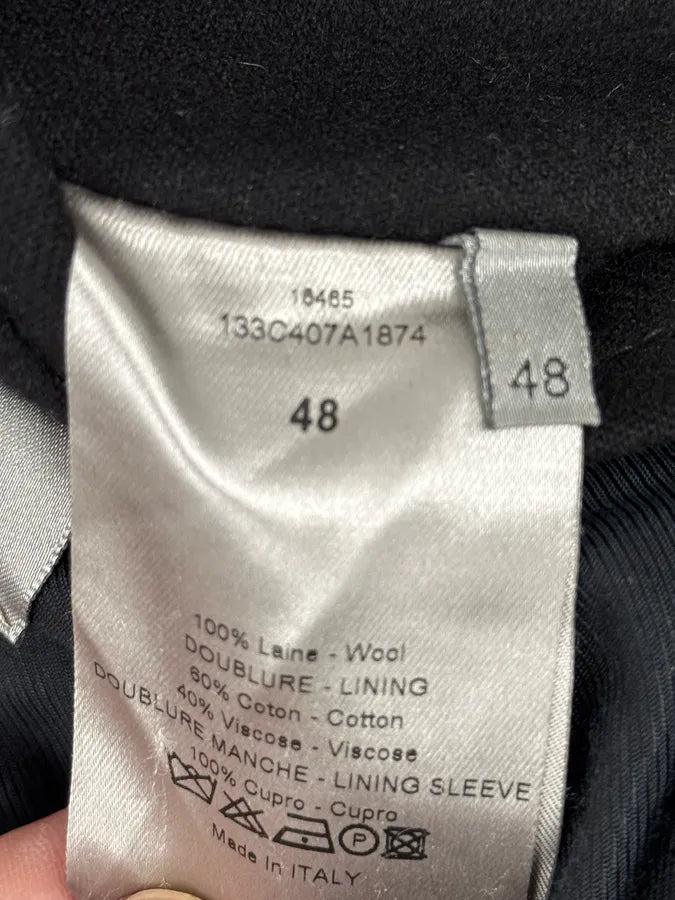 16465
133C407A1874
48
48
100% Laine - Wool
DOUBLURE - LINING
60% Coton - Cotton
40% Viscose - Viscose
DOUBLURE MANCHE - LINING SLEEVE
100% Cupro - Cupro
P
Made In ITALY